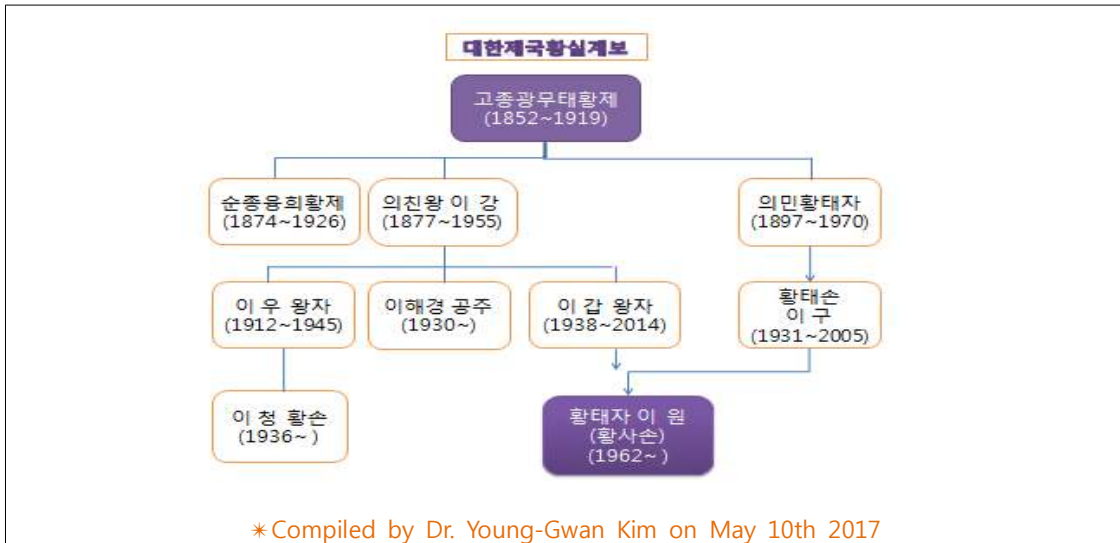 대한제국황실계보
고종광무태황제
(1852~1919)
순종융희황제
(1874~1926)
의친왕 이 강
(1877~1955)
의민황태자
(1897~1970)
이 우 왕자
(1912~1945)
이해경 공주
(1930~)
이 갑 왕자
(1938~2014)
황태손
이 구
(1931~2005)
이 청 황손
(1936~ )
황태자 이 원
(황사손)
(1962~ )
✴Compiled by Dr. Young-Gwan Kim on May 10th 2017